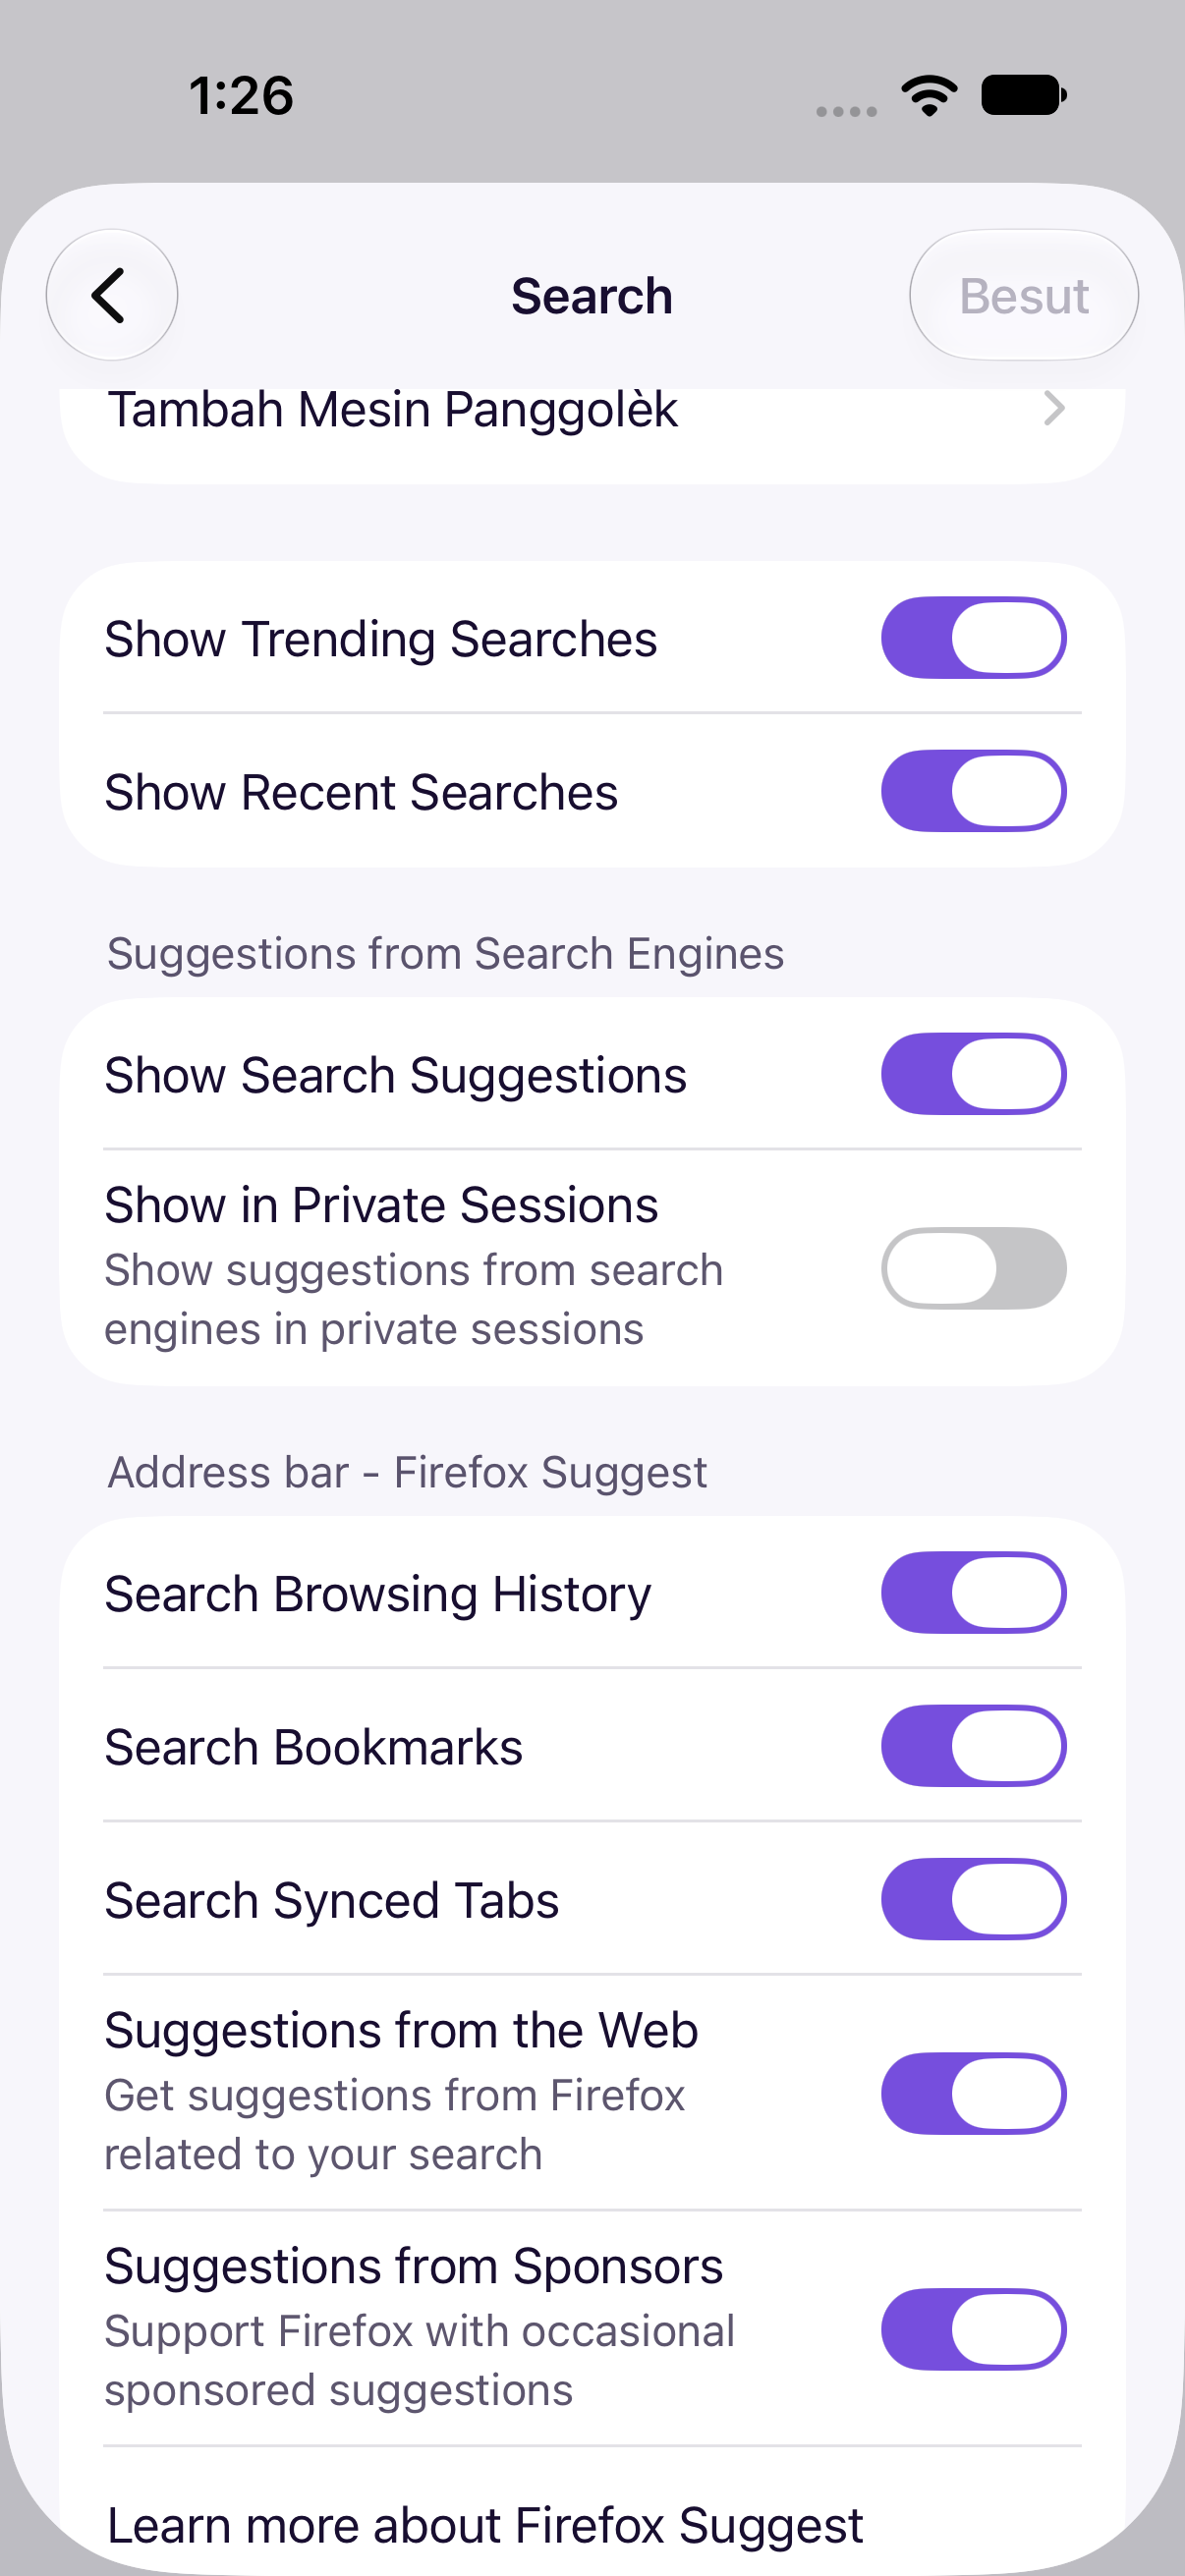 1:26
Search
Besut
Tambah Mesin Panggolèk
Show Trending Searches
Show Recent Searches
Suggestions from Search Engines
Show Search Suggestions
Show in Private Sessions
Show suggestions from search
engines in private sessions
Address bar - Firefox Suggest
Search Browsing History
Search Bookmarks
Search Synced Tabs
Suggestions from the Web
Get suggestions from Firefox
related to your search
Suggestions from Sponsors
Support Firefox with occasional
sponsored suggestions
Learn more about Firefox Suggest